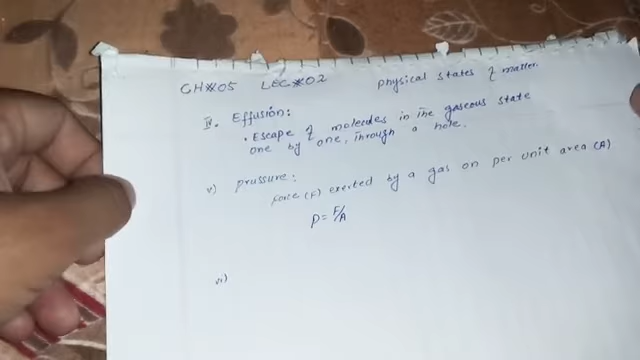 CH#05 LEC#02 Physical states of matter.
IV. Effusion:
• Escape of molecules in the gaseous state
one by one, through a hole.
v) pressure:
Force (F) exerted by a gas on per unit area (A)
P = F/A
vi)